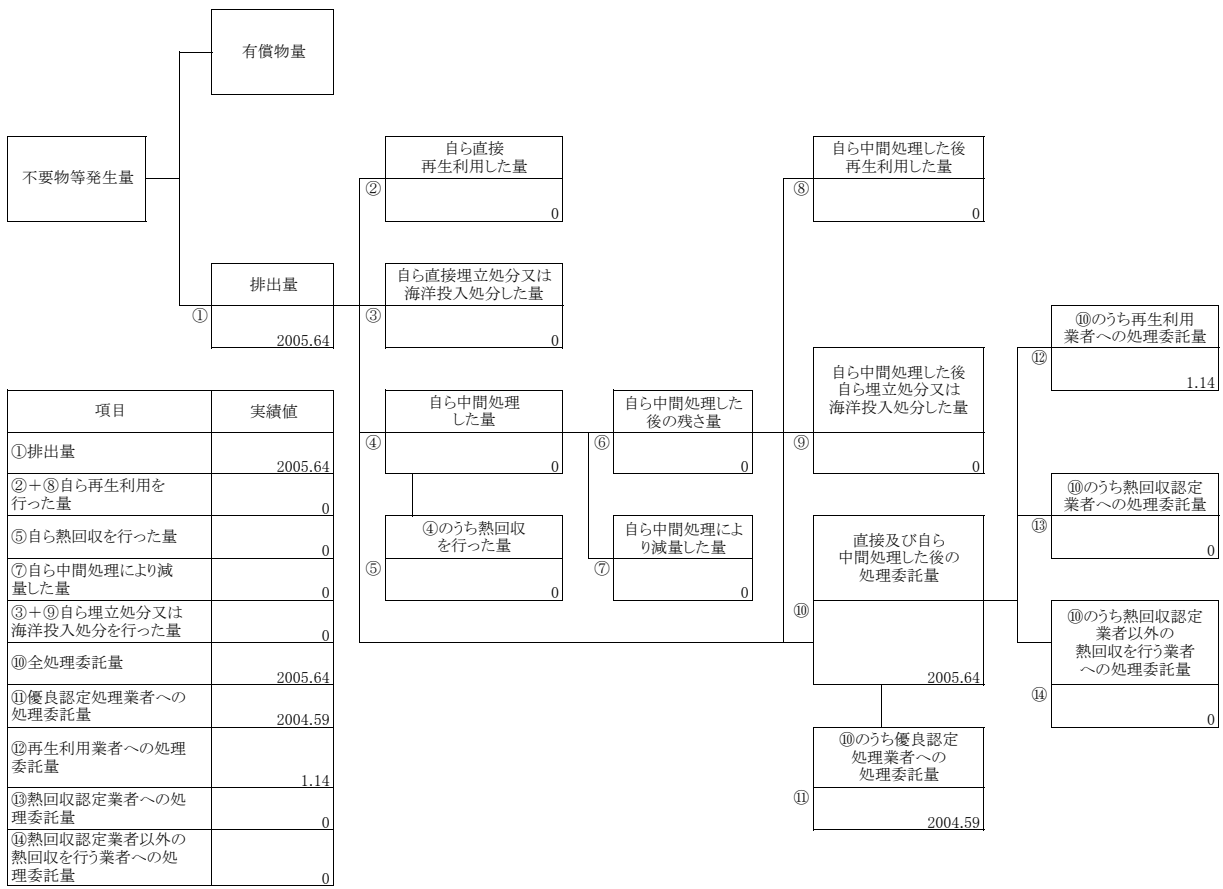 有償物量
不要物等発生量
自ら直接
再生利用した量
②
0
自ら中間処理した後
再生利用した量
⑧
0
排出量
①
2005.64
自ら直接埋立処分又は
海洋投入処分した量
③
0
⑩のうち再生利用
業者への処理委託量
⑫
1.14
自ら中間処理
した量
④
0
自ら中間処理した
後の残さ量
⑥
0
自ら中間処理した後
自ら埋立処分又は
海洋投入処分した量
⑨
0
⑩のうち熱回収認定
業者への処理委託量
⑬
0
④のうち熱回収
を行った量
⑤
0
自ら中間処理によ
り減量した量
⑦
0
直接及び自ら
中間処理した後の
処理委託量
⑩
2005.64
⑩のうち熱回収認定
業者以外の
熱回収を行う業者
への処理委託量
⑭
0
⑩のうち優良認定
処理業者への
処理委託量
⑪
2004.59
項目 実績値
①排出量
2005.64
②＋⑧自ら再生利用を
行った量
0
⑤自ら熱回収を行った量
0
⑦自ら中間処理により減
量した量
0
③＋⑨自ら埋立処分又は
海洋投入処分を行った量
0
⑩全処理委託量
2005.64
⑪優良認定処理業者への
処理委託量
2004.59
⑫再生利用業者への処理
委託量
1.14
⑬熱回収認定業者への処
理委託量
0
⑭熱回収認定業者以外の
熱回収を行う業者への処
理委託量
0